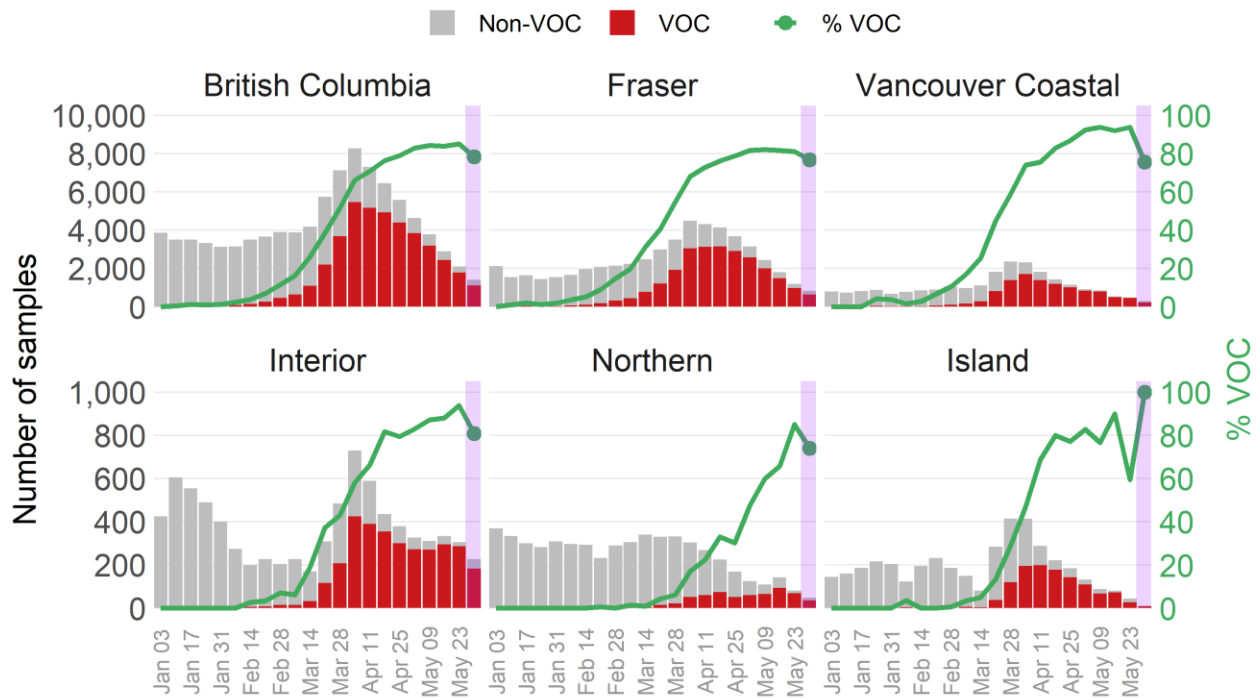 Non-VOC VOC % VOC
British Columbia Fraser Vancouver Coastal
10,000 100
8,000 80
6,000 60
4,000 40
2,000 20
0 0
Number of samples
% VOC
Interior Northern Island
1,000 100
800 80
600 60
400 40
200 20
0 0
Jan 03 Jan 17 Jan 31 Feb 14 Feb 28 Mar 14 Mar 28 Apr 11 Apr 25 May 09 May 23 Jan 03 Jan 17 Jan 31 Feb 14 Feb 28 Mar 14 Mar 28 Apr 11 Apr 25 May 09 May 23 Jan 03 Jan 17 Jan 31 Feb 14 Feb 28 Mar 14 Mar 28 Apr 11 Apr 25 May 09 May 23